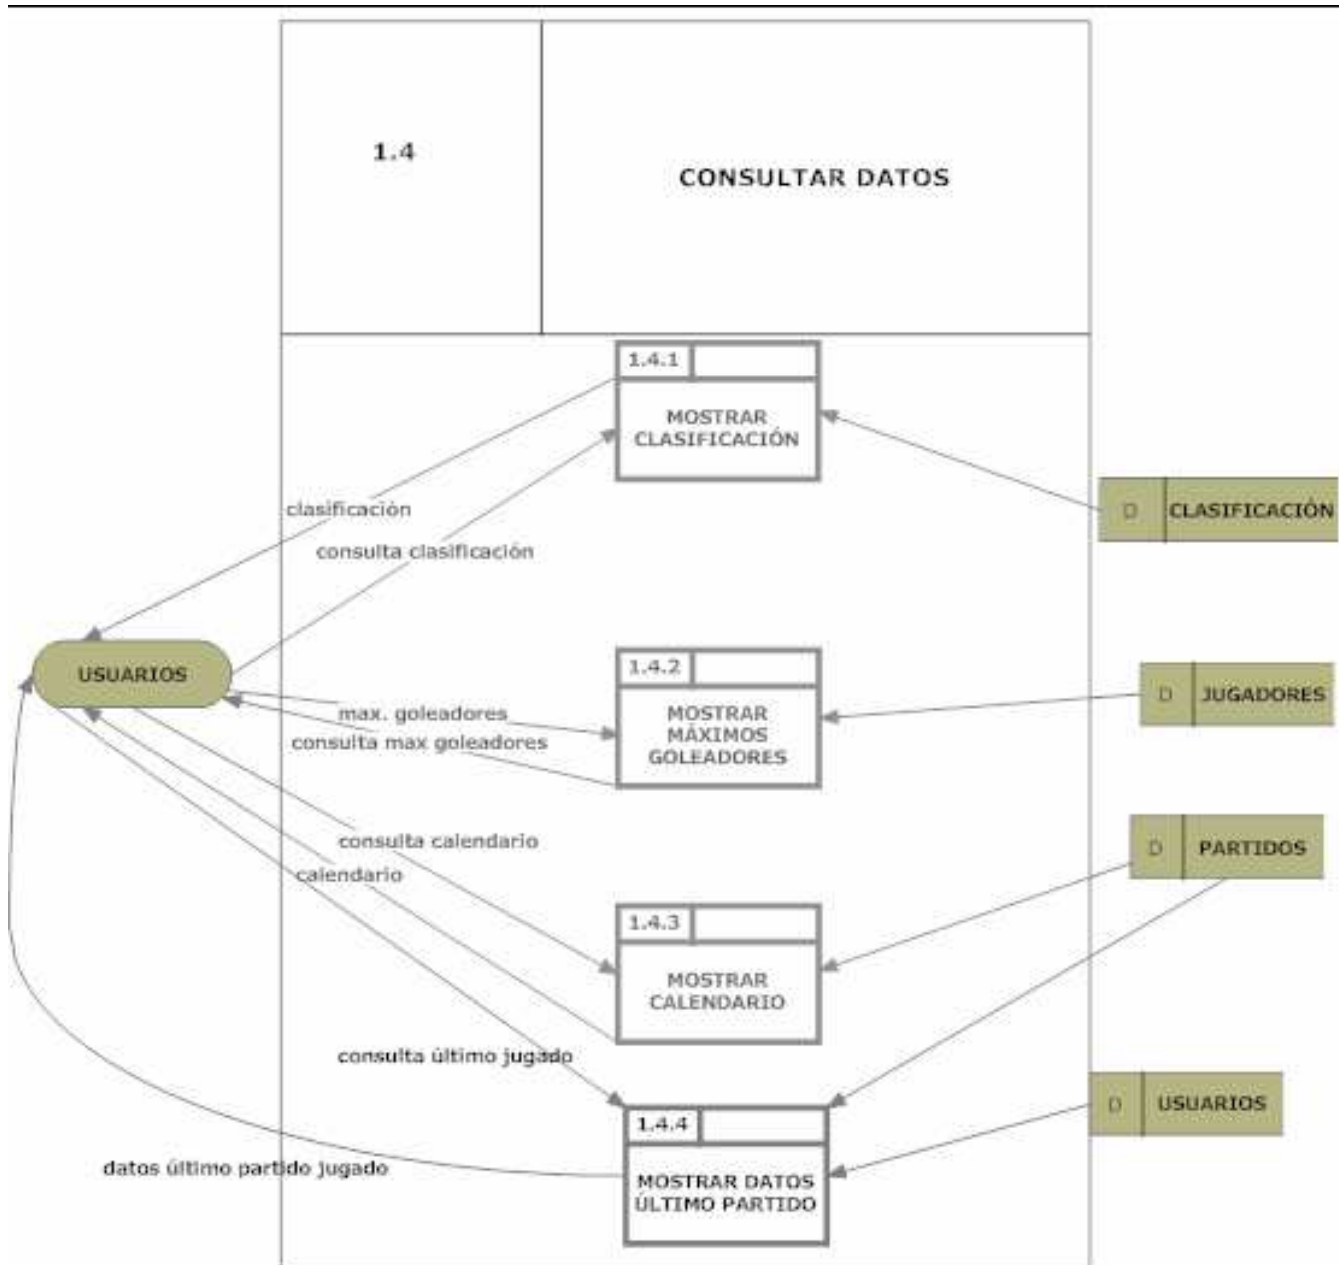 1.4
CONSULTAR DATOS
1.4.1
MOSTRAR
CLASIFICACIÓN
clasificación
consulta clasificación
D CLASIFICACIÓN
USUARIOS
1.4.2
MOSTRAR
MÁXIMOS
GOLEADORES
max. goleadores
consulta max goleadores
D JUGADORES
consulta calendario
calendario
D PARTIDOS
1.4.3
MOSTRAR
CALENDARIO
consulta último jugado
D USUARIOS
1.4.4
MOSTRAR DATOS
ÚLTIMO PARTIDO
datos último partido jugado